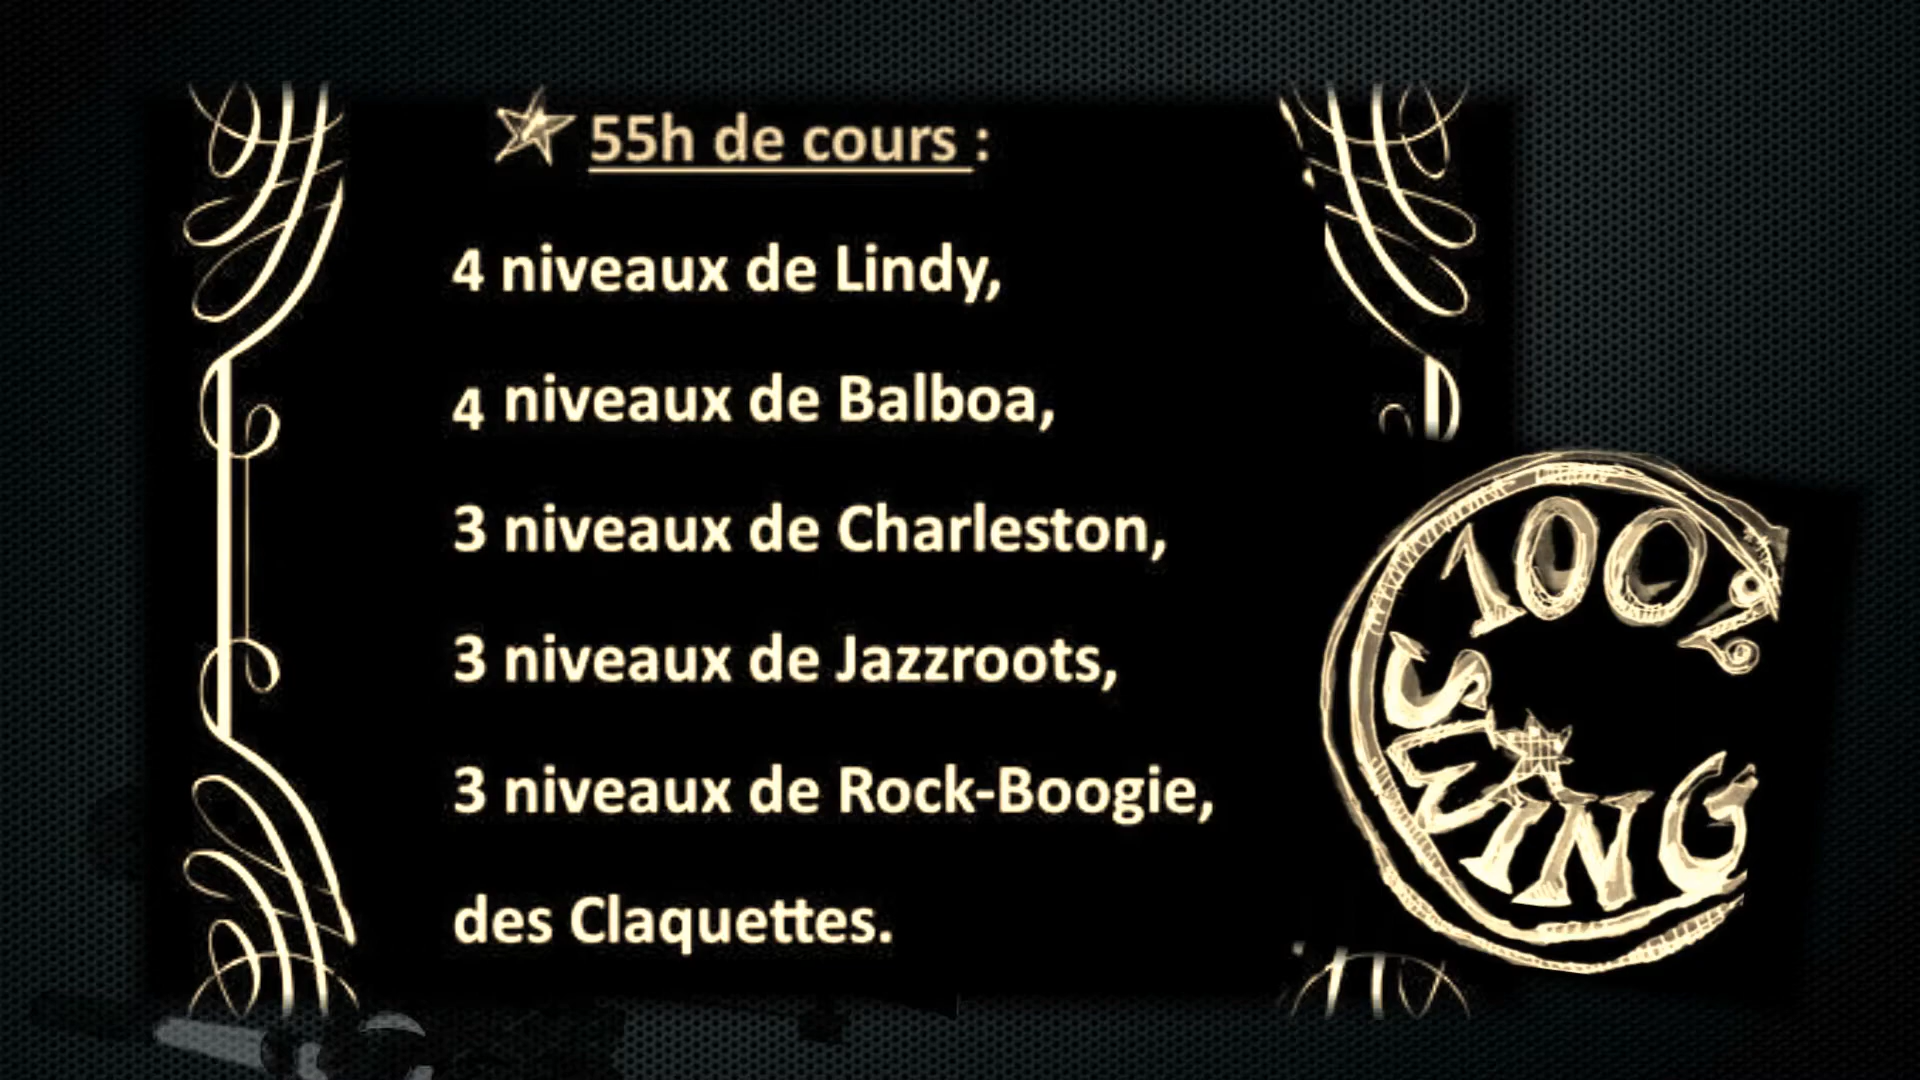 55h de cours :
4 niveaux de Lindy,
4 niveaux de Balboa,
3 niveaux de Charleston,
3 niveaux de Jazzroots,
3 niveaux de Rock-Boogie,
des Claquettes.
100%
SWING